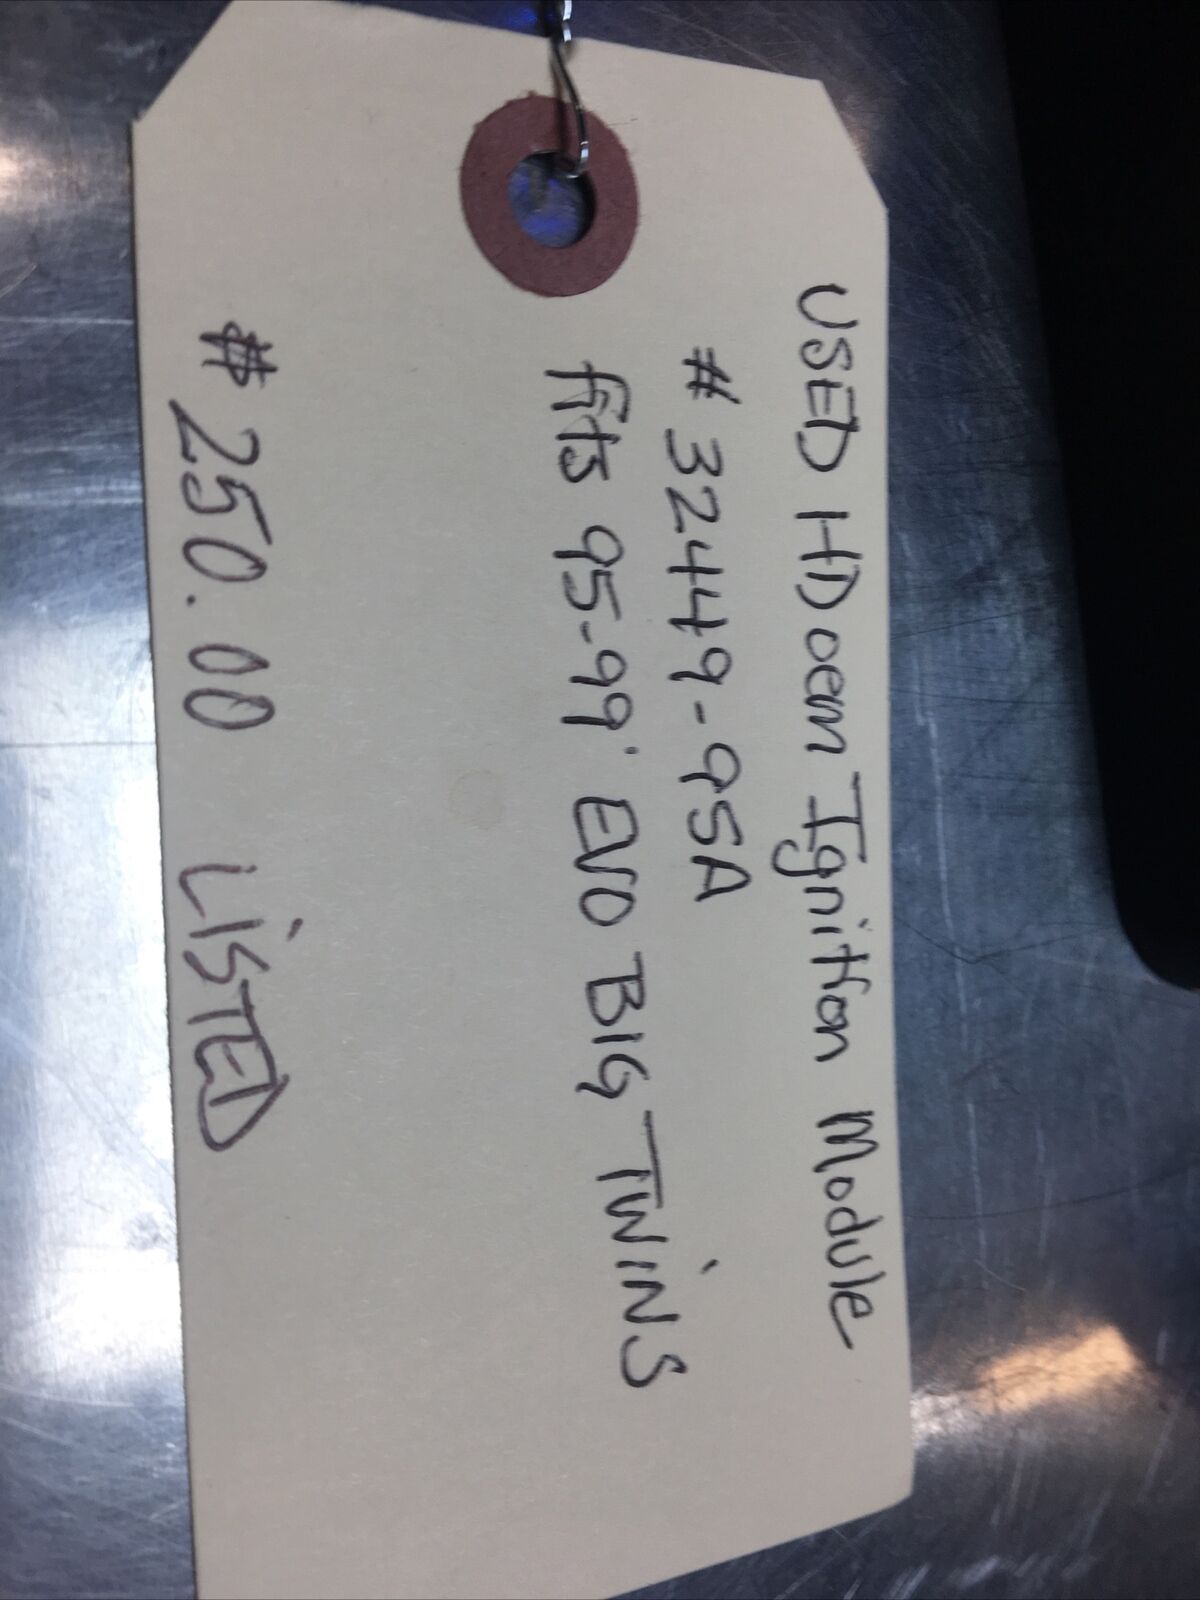 USED HD oem Ignition Module
# 32449-95A
fits 95-99' EVO BIG TWINS
$250.00 LISTED